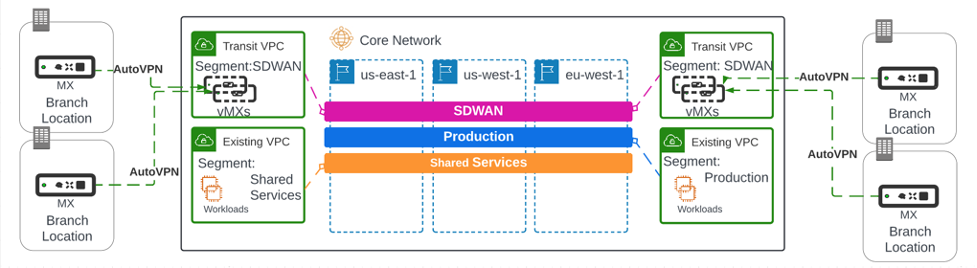 Core Network
Transit VPC
Segment:SDWAN
vMXs
Existing VPC
Segment:
Shared
Services
Workloads
us-east-1
us-west-1
eu-west-1
SDWAN
Production
Shared Services
Transit VPC
Segment:SDWAN
vMXs
Existing VPC
Segment:
Production
Workloads
MX
Branch
Location
AutoVPN
MX
Branch
Location
AutoVPN
MX
Branch
Location
AutoVPN
MX
Branch
Location
AutoVPN